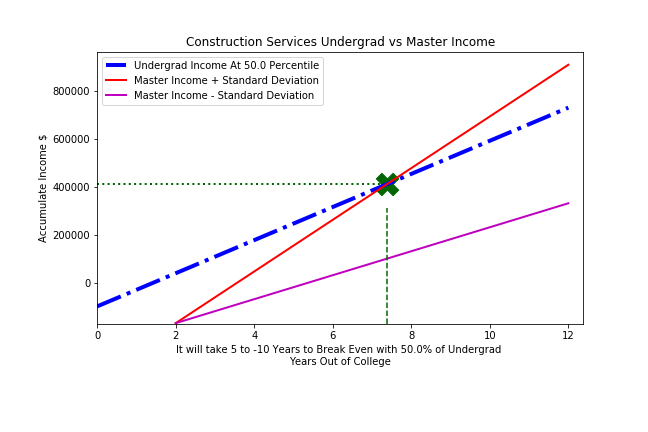 Construction Services Undergrad vs Master Income
Undergrad Income At 50.0 Percentile
Master Income + Standard Deviation
Master Income - Standard Deviation
Accumulate Income $
800000
600000
400000
200000
0
0 2 4 6 8 10 12
It will take 5 to -10 Years to Break Even with 50.0% of Undergrad
Years Out of College